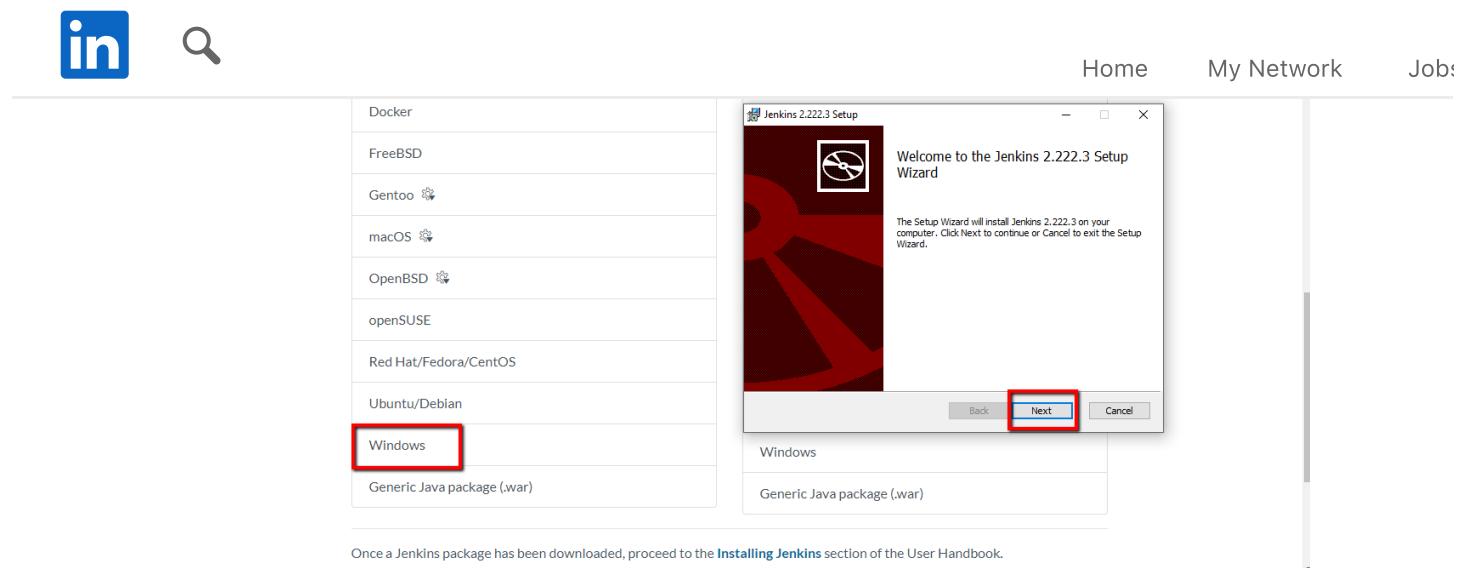 in
Home
My Network
Docker
FreeBSD
Gentoo
macOS
OpenBSD
openSUSE
Red Hat/Fedora/CentOS
Ubuntu/Debian
Windows
Generic Java package (.war)
Jenkins 2.222.3 Setup
Welcome to the Jenkins 2.222.3 Setup
Wizard
The Setup Wizard will install Jenkins 2.222.3 on your
computer. Click Next to continue or Cancel to exit the Setup
Wizard.
Back
Next
Cancel
Windows
Generic Java package (.war)
Once a Jenkins package has been downloaded, proceed to the Installing Jenkins section of the User Handbook.